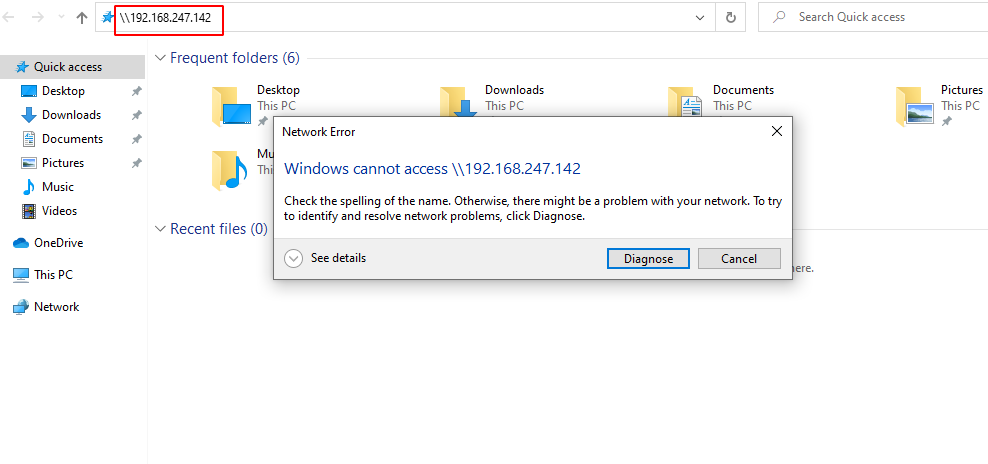 \\192.168.247.142
Search Quick access
Quick access
Desktop
Downloads
Documents
Pictures
Music
Videos
OneDrive
This PC
Network
Frequent folders (6)
Desktop
This PC
Downloads
This PC
Documents
This PC
Pictures
This PC
Mu
Thi
Recent files (0)
here.
Network Error
Windows cannot access \\192.168.247.142
Check the spelling of the name. Otherwise, there might be a problem with your network. To try
to identify and resolve network problems, click Diagnose.
See details
Diagnose
Cancel